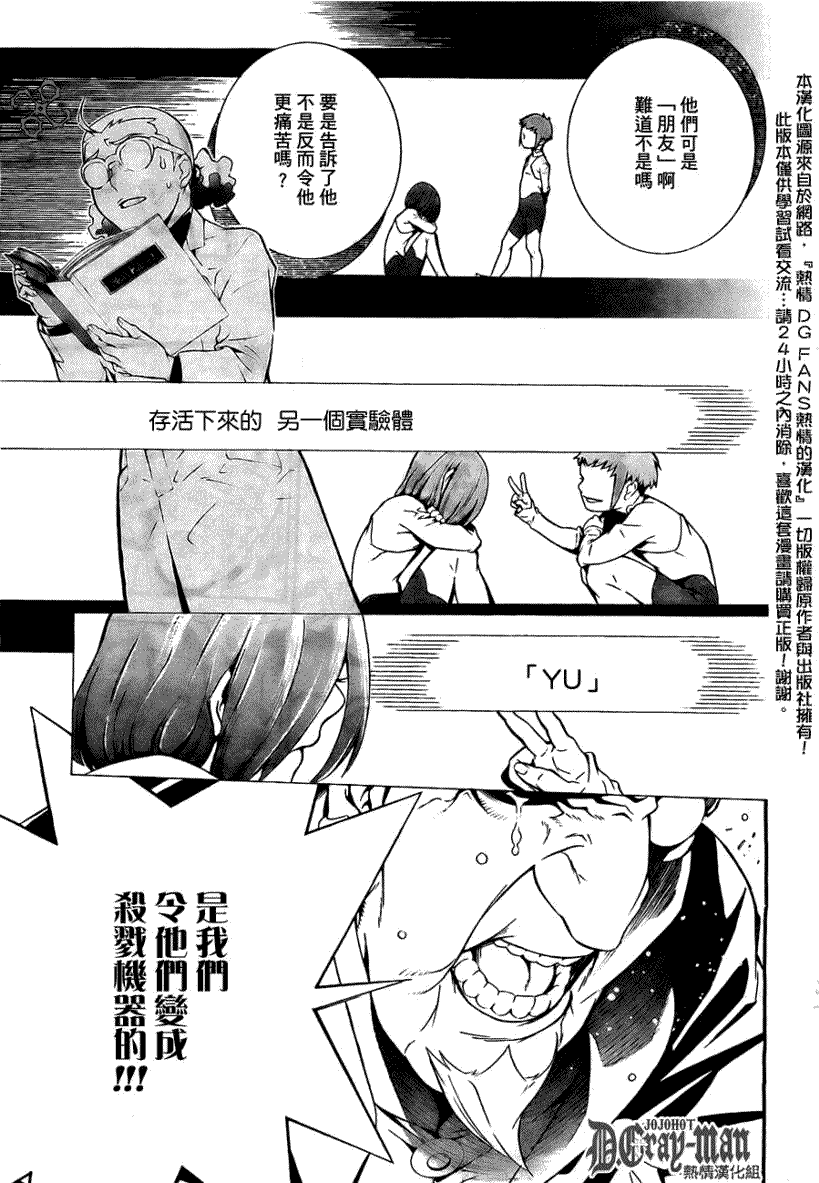 他們可是
「朋友」啊
難道不是嗎
要是告訴了他
不是反而令他
更痛苦嗎?
存活下來的 另一個實驗體
「YU」
是我們
令他們變成
殺戮機器的!!!
本漢化圖源來自於網路,『熱情DG FANS熱情的漢化』一切版權歸原作者與出版社擁有!
此版本僅供學習試看交流…請24小時之內消除,喜歡這套漫畫請購買正版!謝謝。
JOJOHOT
D.Gray-Man
熱情漢化組